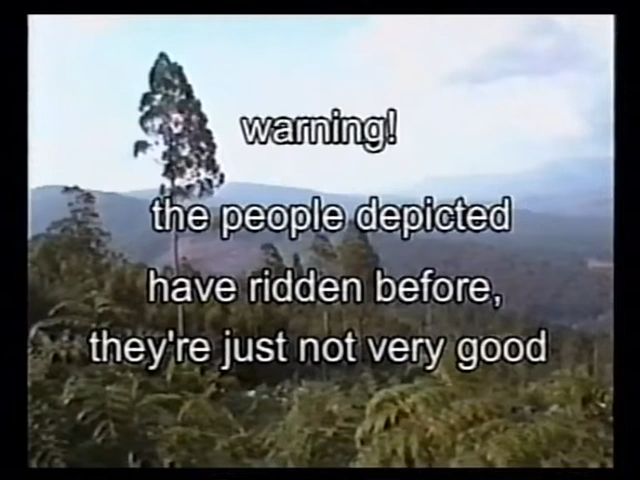 warning!
the people depicted
have ridden before,
they're just not very good